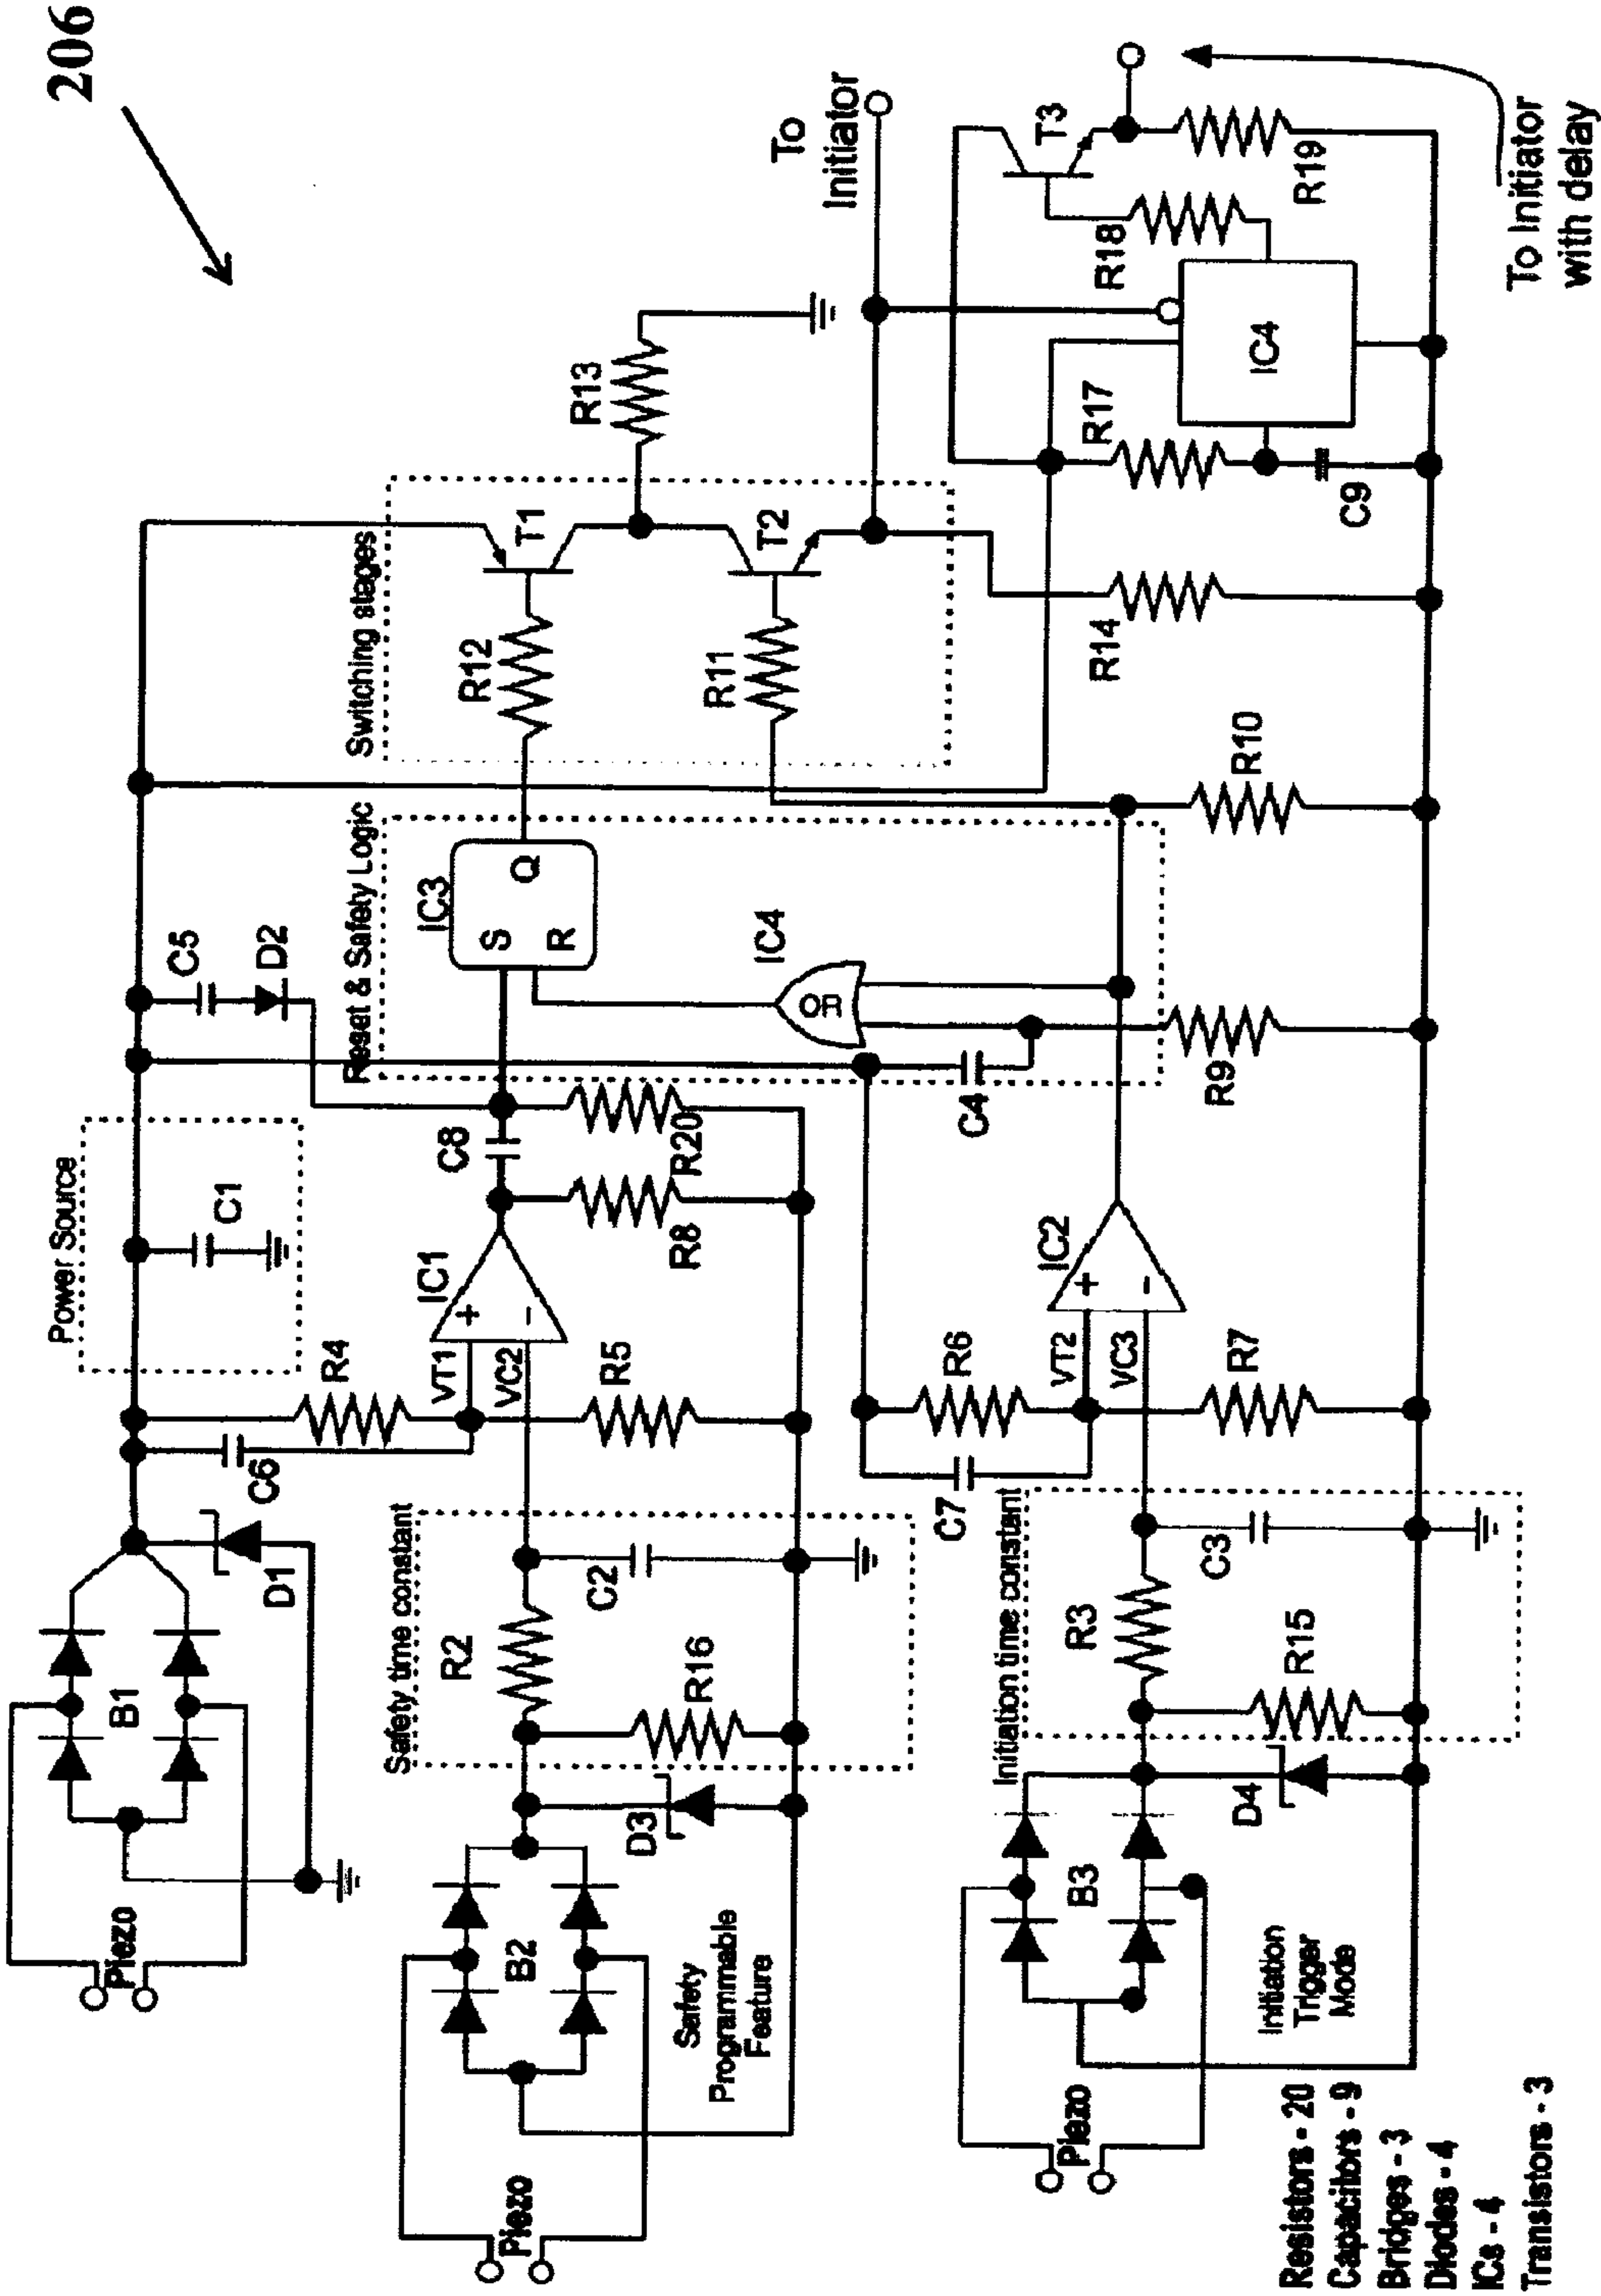 206
Piezo
B1
D1
C6
Power Source
C1
C5
D2
R4
VT1
VC2
IC1
+
-
R5
C8
R8
R20
Reset & Safety Logic
IC3
S
Q
R
IC4
OR
C4
R9
Switching stages
R12
T1
R11
T2
R13
To
Initiator
Piezo
B2
Safety
Programmable
Feature
D3
Safety time constant
R2
R16
C2
C7
R6
VT2
VC3
IC2
+
-
R7
R10
R14
R17
C9
IC4
R18
T3
R19
To Initiator
with delay
Piezo
B3
Initiation
Trigger
Mode
D4
Initiation time constant
R3
R15
C3
Resistors - 20
Capacitors - 9
Bridges - 3
Diodes - 4
ICs - 4
Transistors - 3